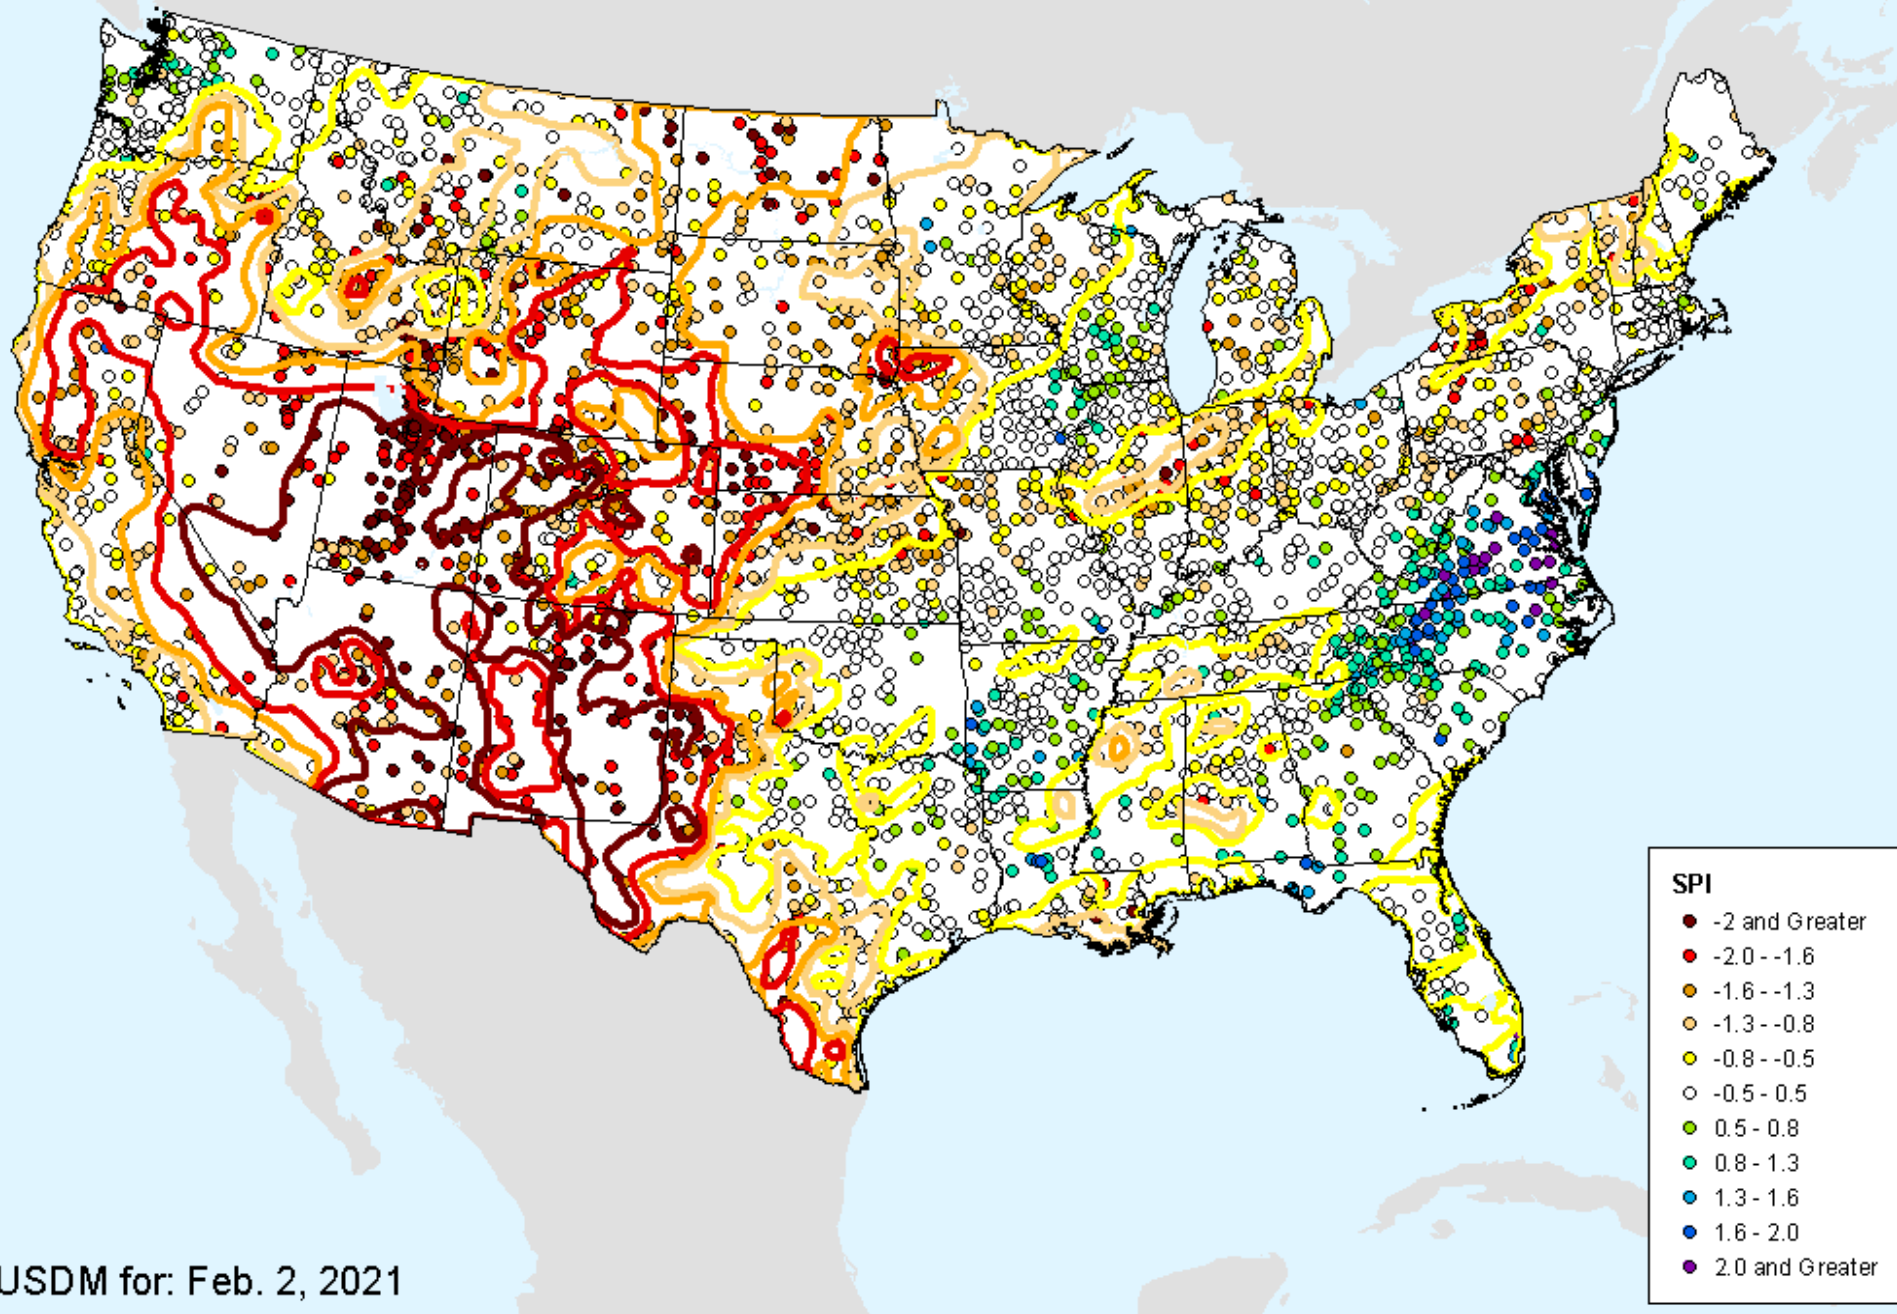 SPI
-2 and Greater
-2.0 - -1.6
-1.6 - -1.3
-1.3 - -0.8
-0.8 - -0.5
-0.5 - 0.5
0.5 - 0.8
0.8 - 1.3
1.3 - 1.6
1.6 - 2.0
2.0 and Greater
USDM for: Feb. 2, 2021